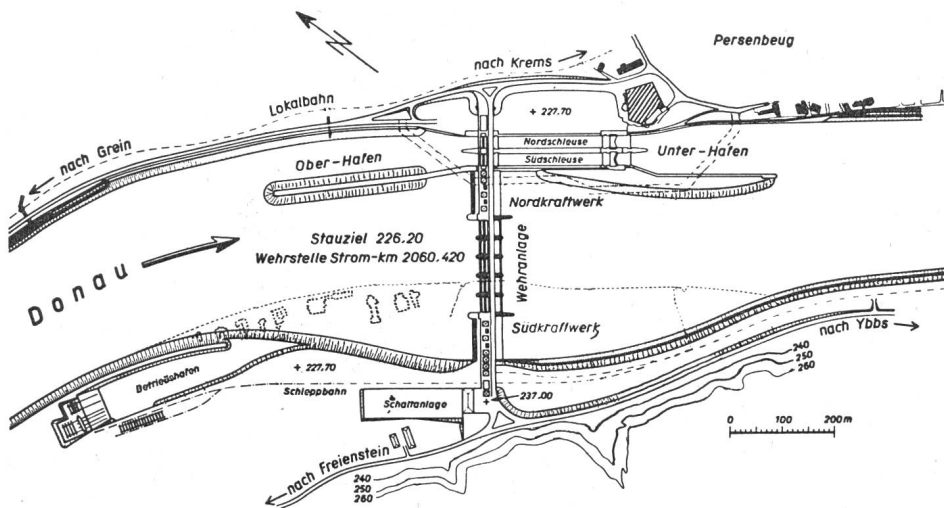 N
Persenbeug
nach Krems
Lokalbahn
+ 227.70
nach Grein
Nordschleuse
Südschleuse
Ober-Hafen
Unter-Hafen
Nordkraftwerk
Stauziel 226.20
Wehrstelle Strom-km 2060.420
Wehranlage
Donau
Südkraftwerk
nach Ybbs
+ 227.70
Betriebshafen
Schleppbahn
240
250
260
237.00
+
Schaltanlage
0 100 200m
nach Freienstein
240
250
260